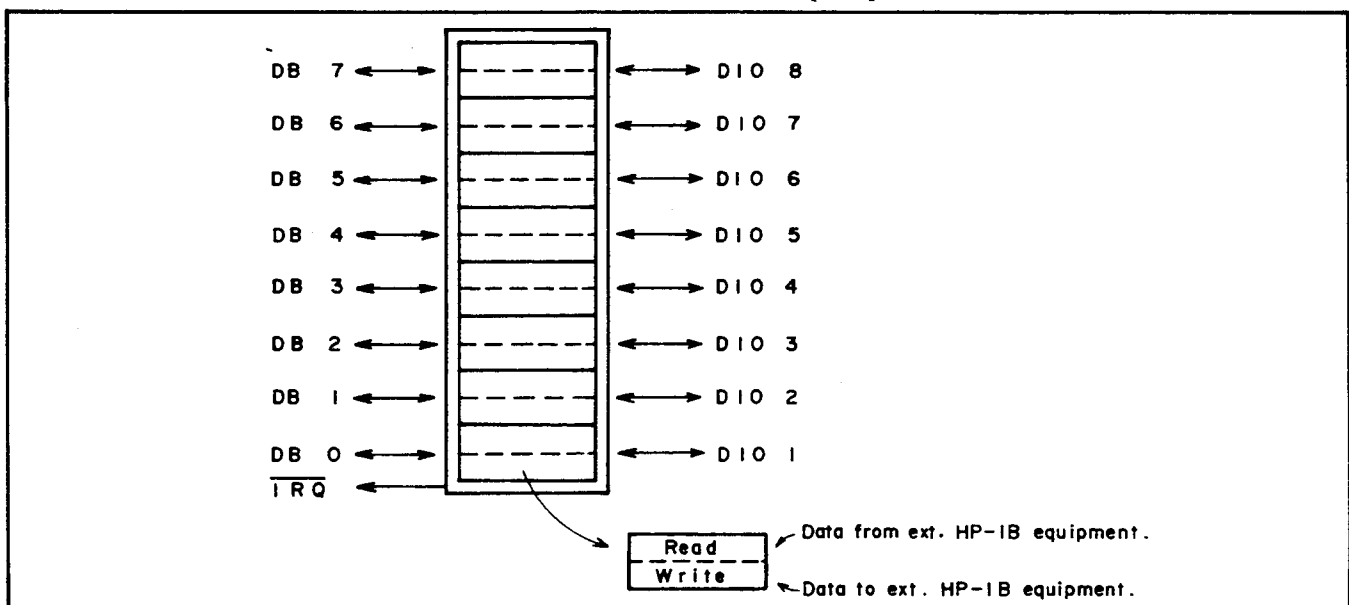 DB 7 DIO 8
DB 6 DIO 7
DB 5 DIO 6
DB 4 DIO 5
DB 3 DIO 4
DB 2 DIO 3
DB 1 DIO 2
DB 0 DIO 1
IRQ
Read
Write
Data from ext. HP-IB equipment.
Data to ext. HP-IB equipment.